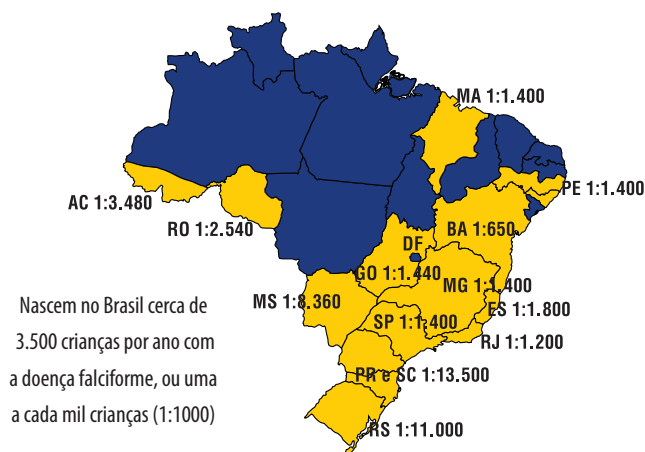 MA 1:1.400
PE 1:1.400
AC 1:3.480
RO 1:2.540
BA 1:650
DF
GO 1:1.440
MG 1:1.400
MS 1:8.360
ES 1:1.800
SP 1:1.400
RJ 1:1.200
PR e SC 1:13.500
RS 1:11.000
Nascem no Brasil cerca de
3.500 crianças por ano com
a doença falciforme, ou uma
a cada mil crianças (1:1000)